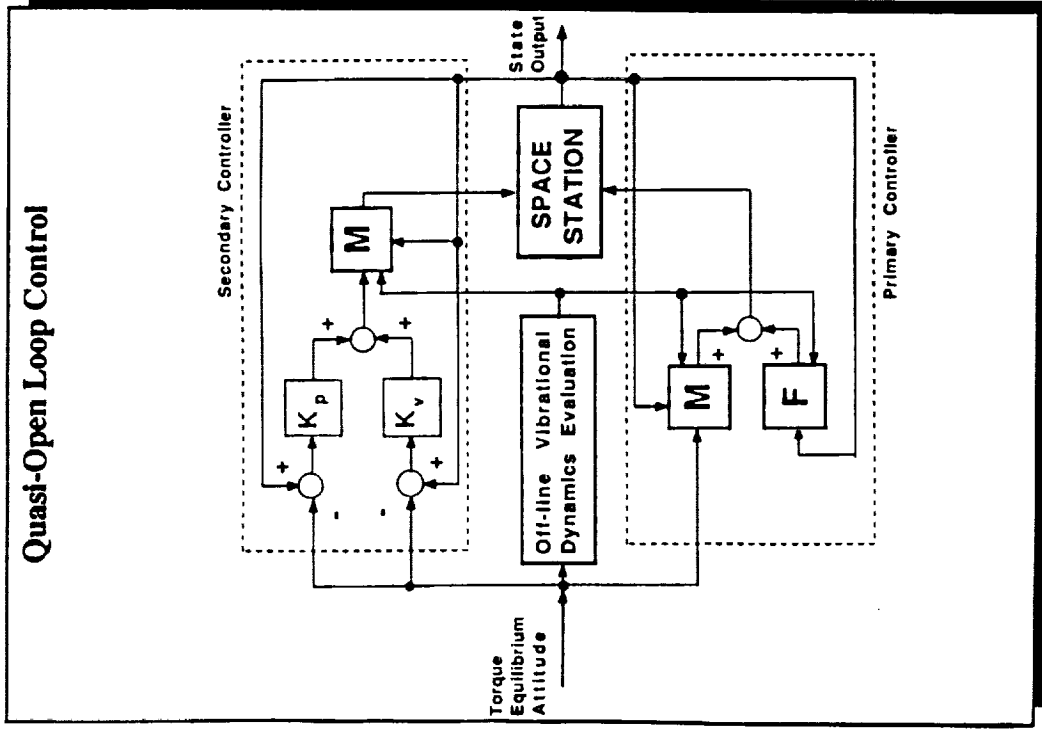 Quasi-Open Loop Control
Secondary Controller
K p
+
+
-
M
K v
+
-
+
State
Output
SPACE
STATION
Off-line Vibrational
Dynamics Evaluation
Torque
Equilibrium
Attitude
M
+
F
+
Primary Controller